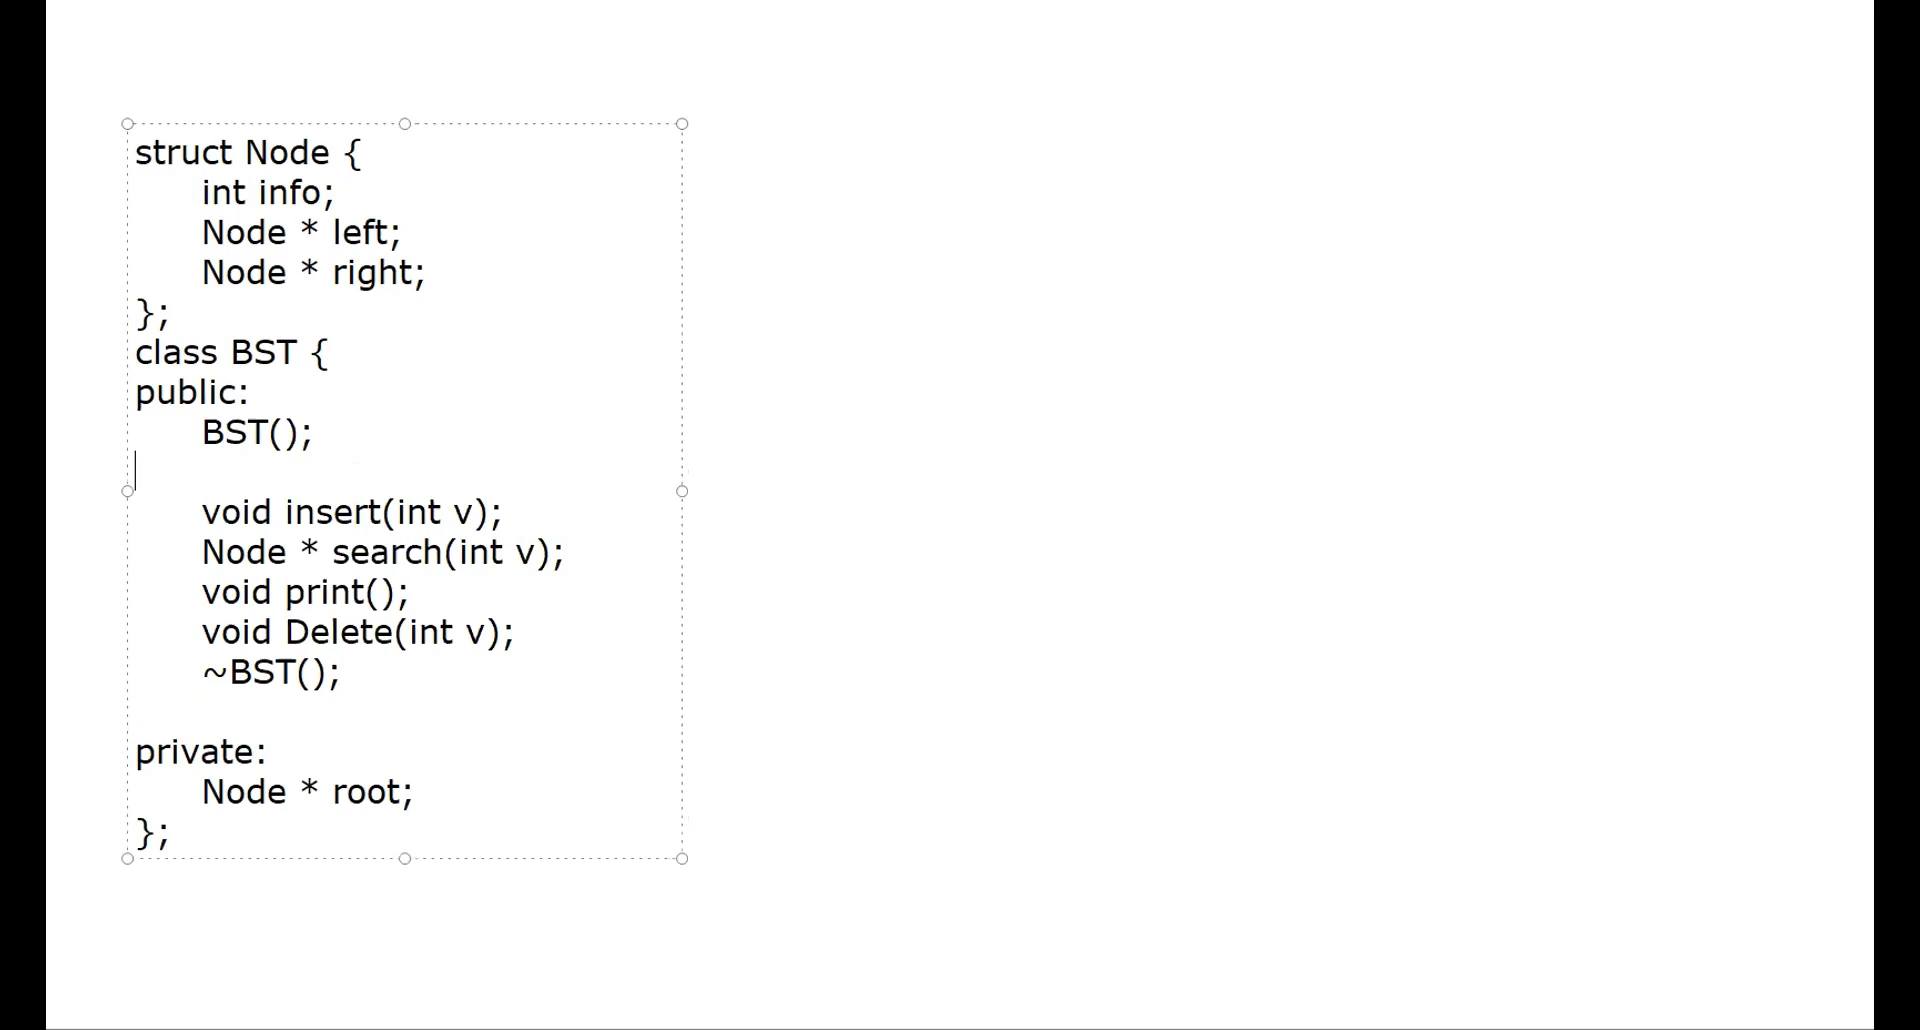 struct Node {
int info;
Node * left;
Node * right;
};
class BST {
public:
BST();
void insert(int v);
Node * search(int v);
void print();
void Delete(int v);
~BST();
private:
Node * root;
};